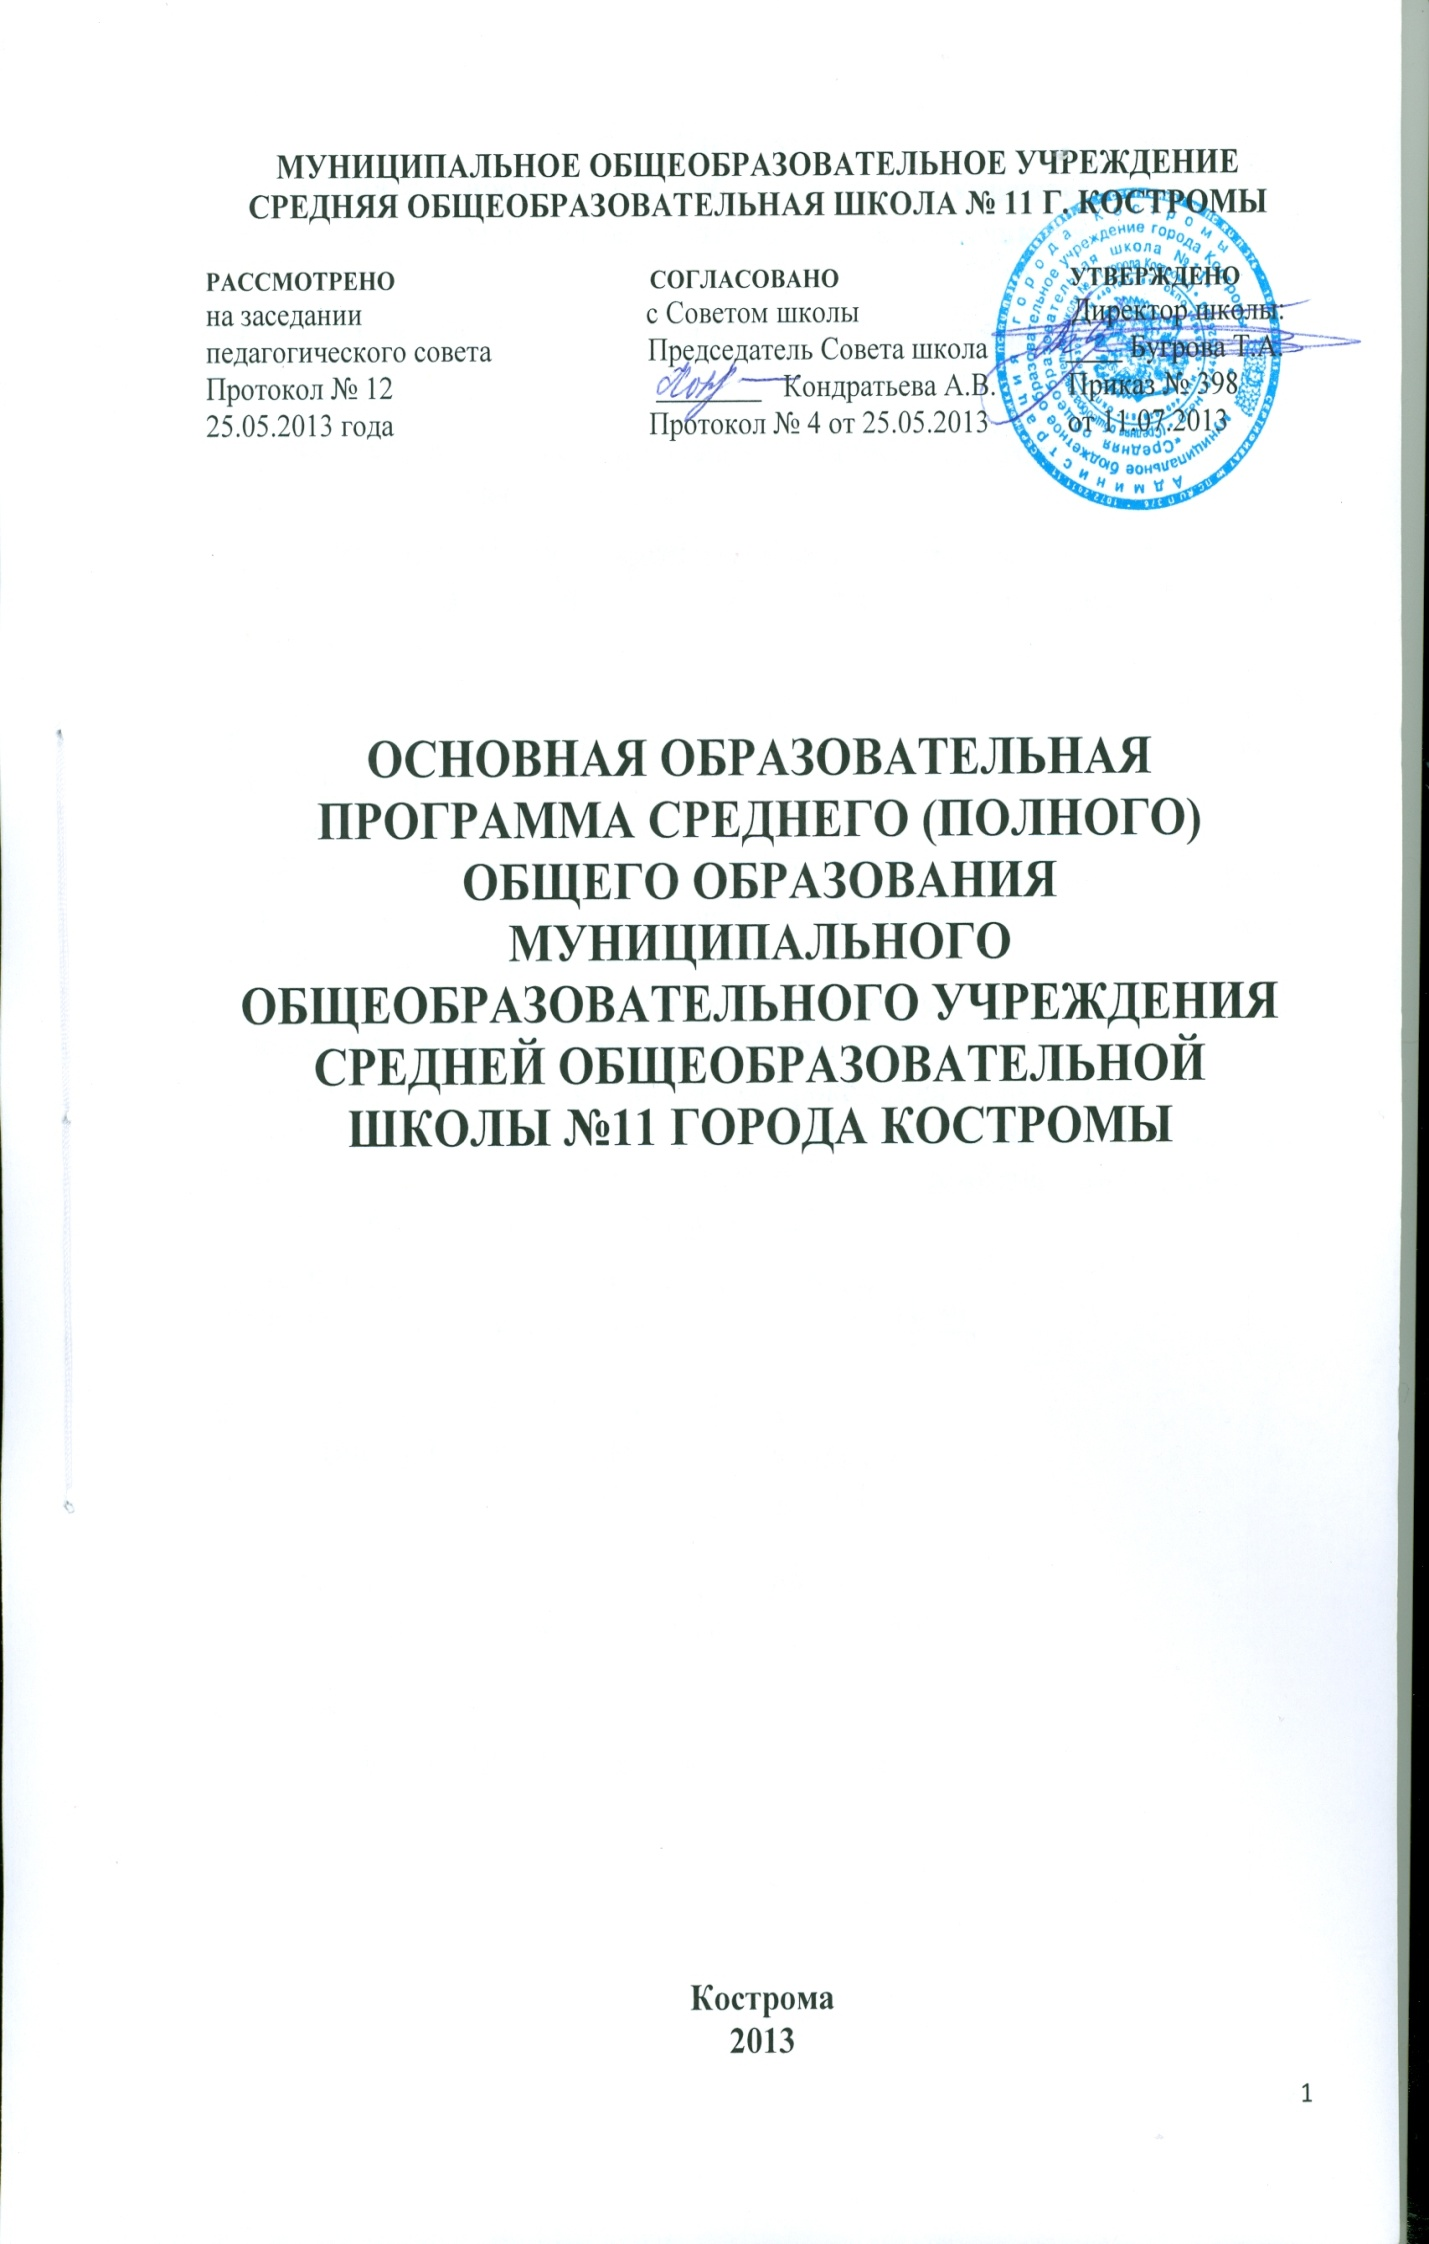 МУНИЦИПАЛЬНОЕ ОБЩЕОБРАЗОВАТЕЛЬНОЕ УЧРЕЖДЕНИЕ
СРЕДНЯЯ ОБЩЕОБРАЗОВАТЕЛЬНАЯ ШКОЛА № 11 Г. КОСТРОМЫ
РАССМОТРЕНО
на заседании
педагогического совета
Протокол № 12
25.05.2013 года
СОГЛАСОВАНО
с Советом школы
Председатель Совета школа
Кондратьева А.В.
Протокол № 4 от 25.05.2013
УТВЕРЖДЕНО
Директор школы:
Бугрова Т.А.
Приказ № 398
от 11.07.2013
Администрация города Костромы
ОСНОВНАЯ ОБРАЗОВАТЕЛЬНАЯ
ПРОГРАММА СРЕДНЕГО (ПОЛНОГО)
ОБЩЕГО ОБРАЗОВАНИЯ
МУНИЦИПАЛЬНОГО
ОБЩЕОБРАЗОВАТЕЛЬНОГО УЧРЕЖДЕНИЯ
СРЕДНЕЙ ОБЩЕОБРАЗОВАТЕЛЬНОЙ
ШКОЛЫ №11 ГОРОДА КОСТРОМЫ
Кострома
2013
1